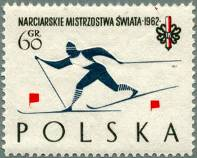 NARCIARSKIE MISTRZOSTWA ŚWIATA·1962·
60 GR.
POLSKA